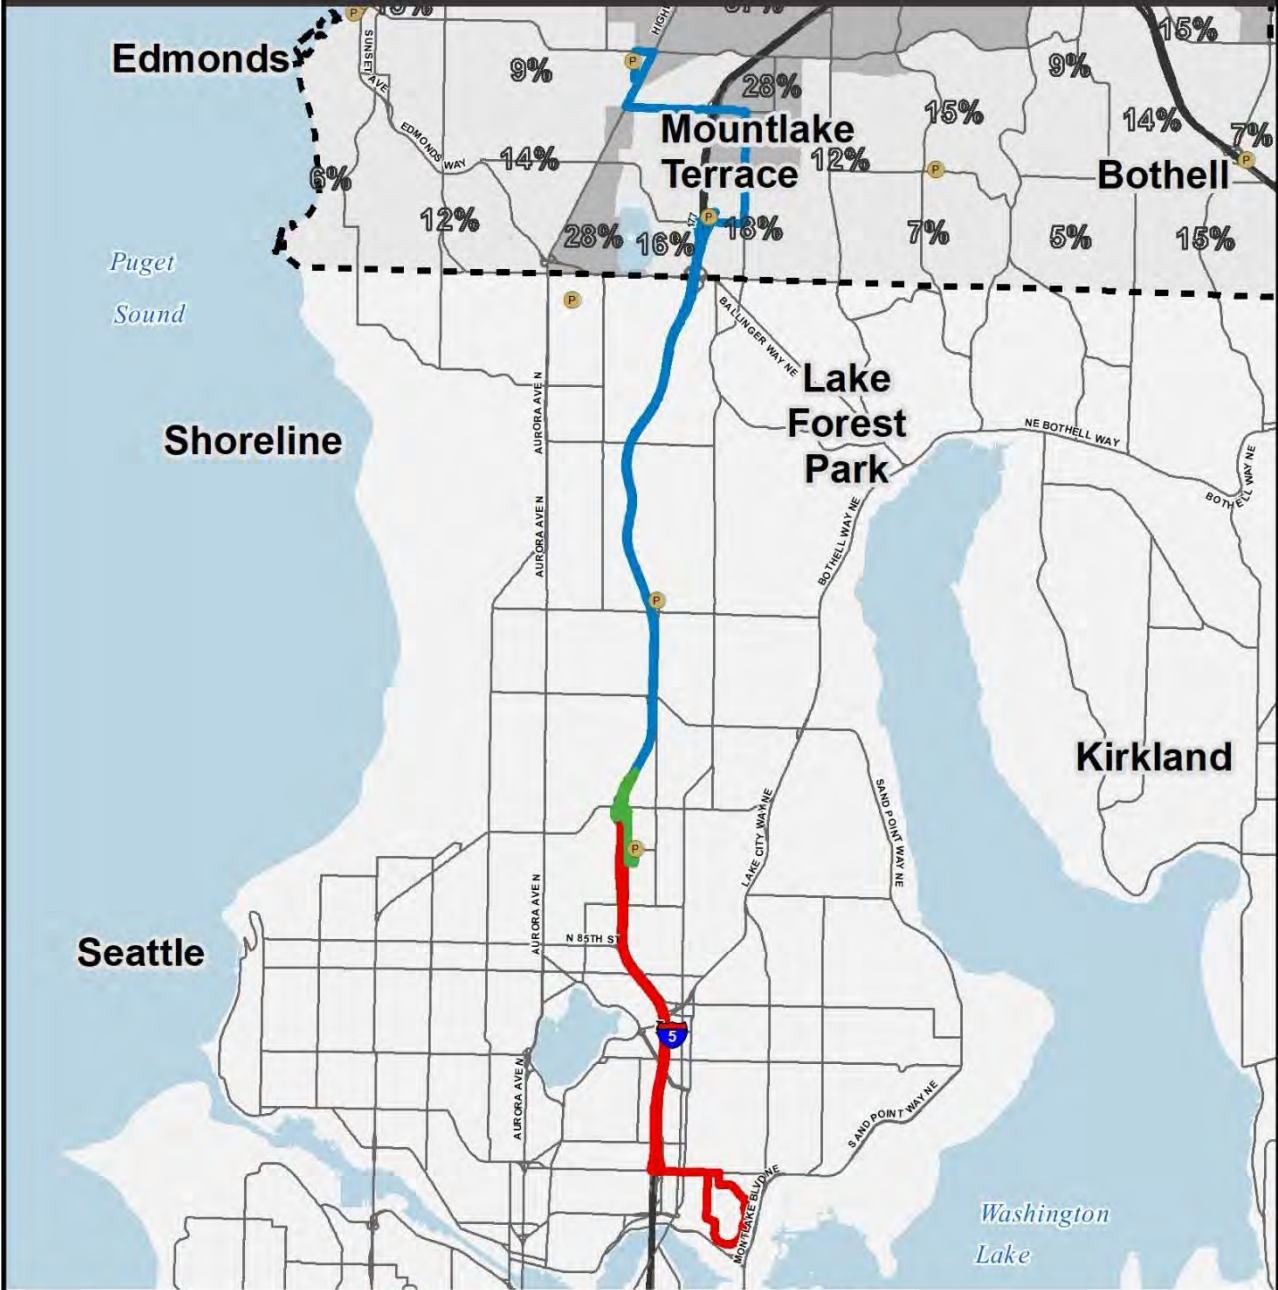 15%
Edmonds
SUNSET AVE
9%
28%
9%
15%
15%
14%
7%
EDMONDS WAY
14%
Mountlake
Terrace
12%
Bothell
6%
12%
28%
16%
18%
7%
5%
15%
Puget
Sound
BALLINGER WAY NE
Lake
Forest
Park
AURORA AVE N
Shoreline
NE BOTHELL WAY
BOTHELL WAY NE
AURORA AVE N
BOTHELL WAY NE
P
P
P
P
P
P
P
P
Kirkland
LAKE CITY WAY NE
SAND POINT WAY NE
AURORA AVE N
N 85TH ST
Seattle
5
AURORA AVE N
SAND POINT WAY NE
MONTLAKE BLVD NE
Washington
Lake